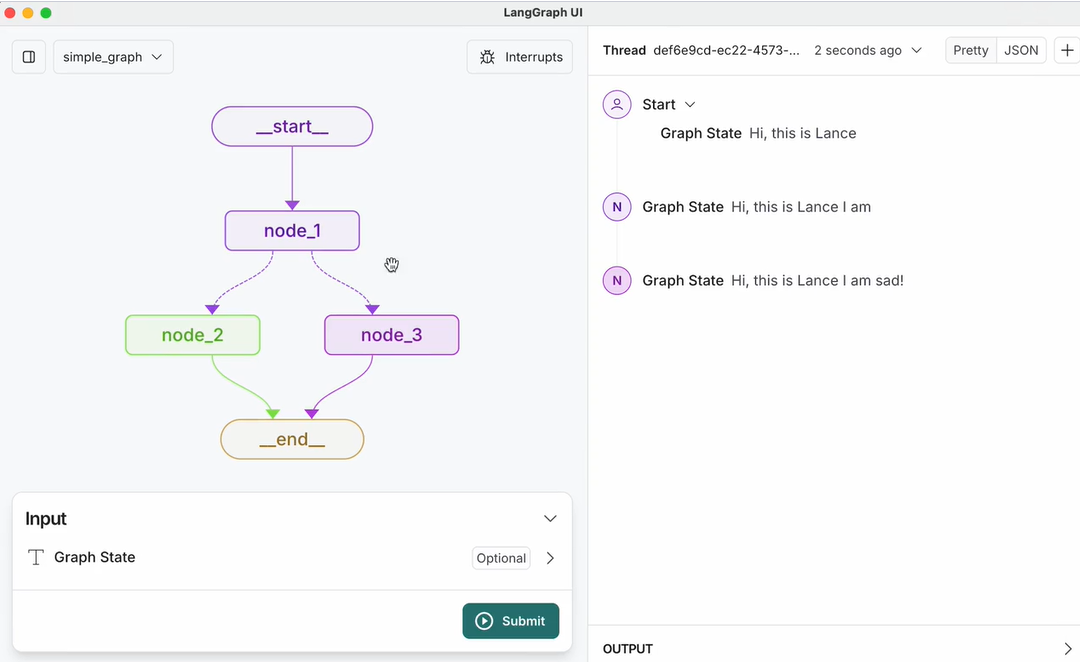 LangGraph UI
simple_graph
Interrupts
__start__
node_1
node_2
node_3
__end__
Input
Graph State
Optional
Submit
Thread def6e9cd-ec22-4573-... 2 seconds ago
Pretty
JSON
Start
Graph State Hi, this is Lance
N Graph State Hi, this is Lance I am
N Graph State Hi, this is Lance I am sad!
OUTPUT